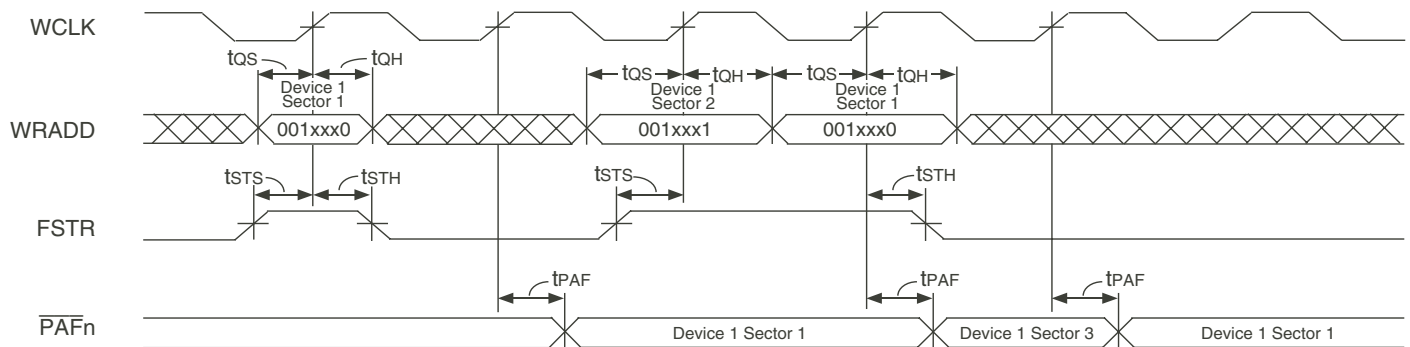 WCLK
tQS tQH tQS tQH tQS tQH
Device 1
Sector 1
Device 1
Sector 2
Device 1
Sector 1
WRADD 001xxx0 001xxx1 001xxx0
tSTS tSTH tSTS tSTH
FSTR
tPAF tPAF tPAF
PAFn Device 1 Sector 1 Device 1 Sector 3 Device 1 Sector 1